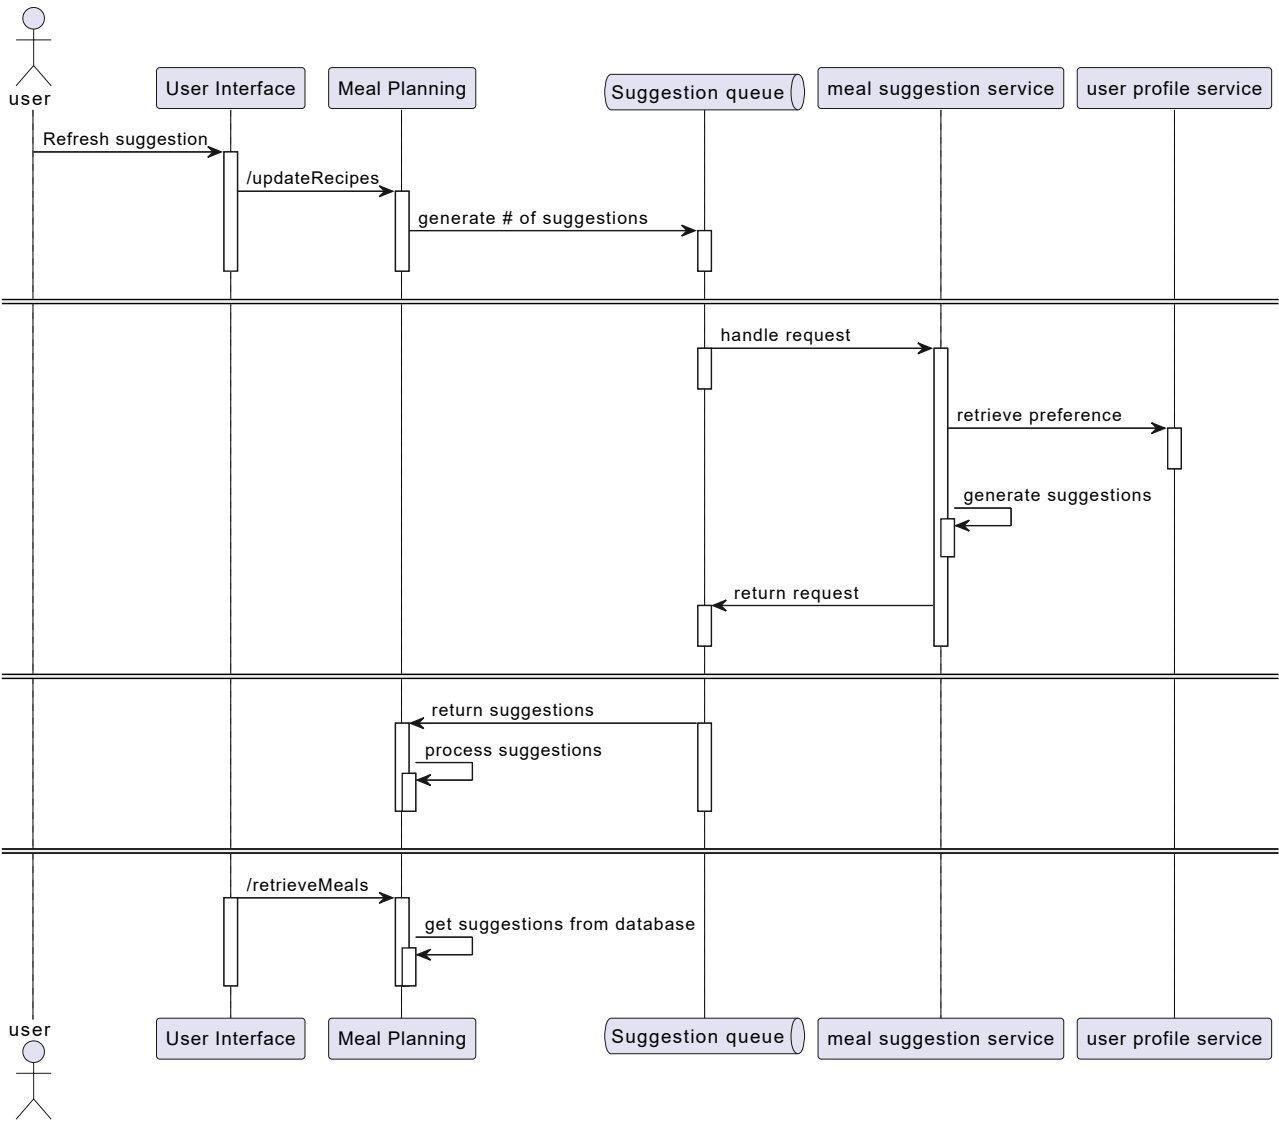 user
User Interface
Meal Planning
Suggestion queue
meal suggestion service
user profile service
Refresh suggestion
/updateRecipes
generate # of suggestions
handle request
retrieve preference
generate suggestions
return request
return suggestions
process suggestions
/retrieveMeals
get suggestions from database
user
User Interface
Meal Planning
Suggestion queue
meal suggestion service
user profile service